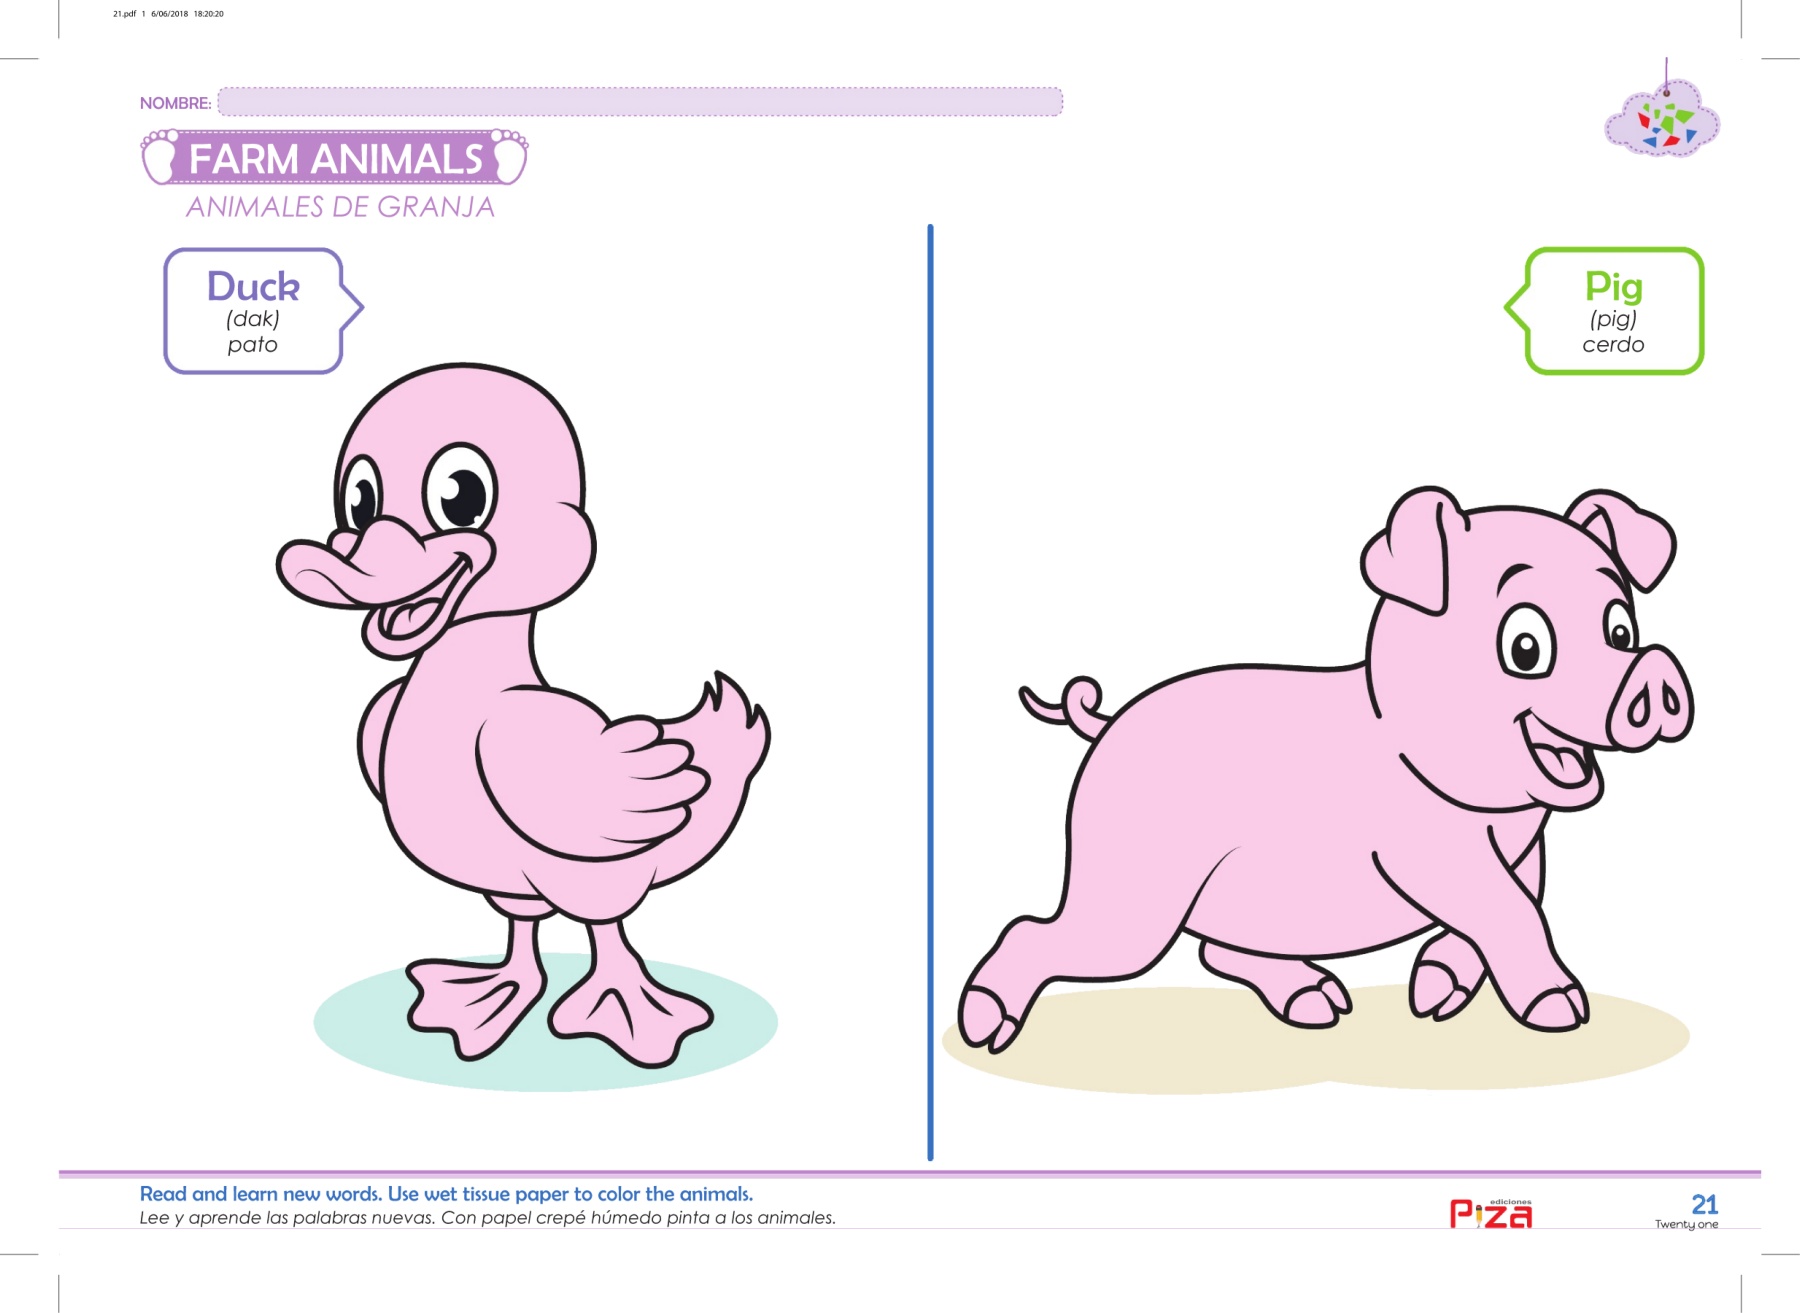 21.pdf 1 6/06/2018 18:20:20
NOMBRE:
FARM ANIMALS
ANIMALES DE GRANJA
Duck
(dak)
pato
Pig
(pig)
cerdo
Read and learn new words. Use wet tissue paper to color the animals.
Lee y aprende las palabras nuevas. Con papel crepé húmedo pinta a los animales.
ediciones
Piza
21
Twenty one